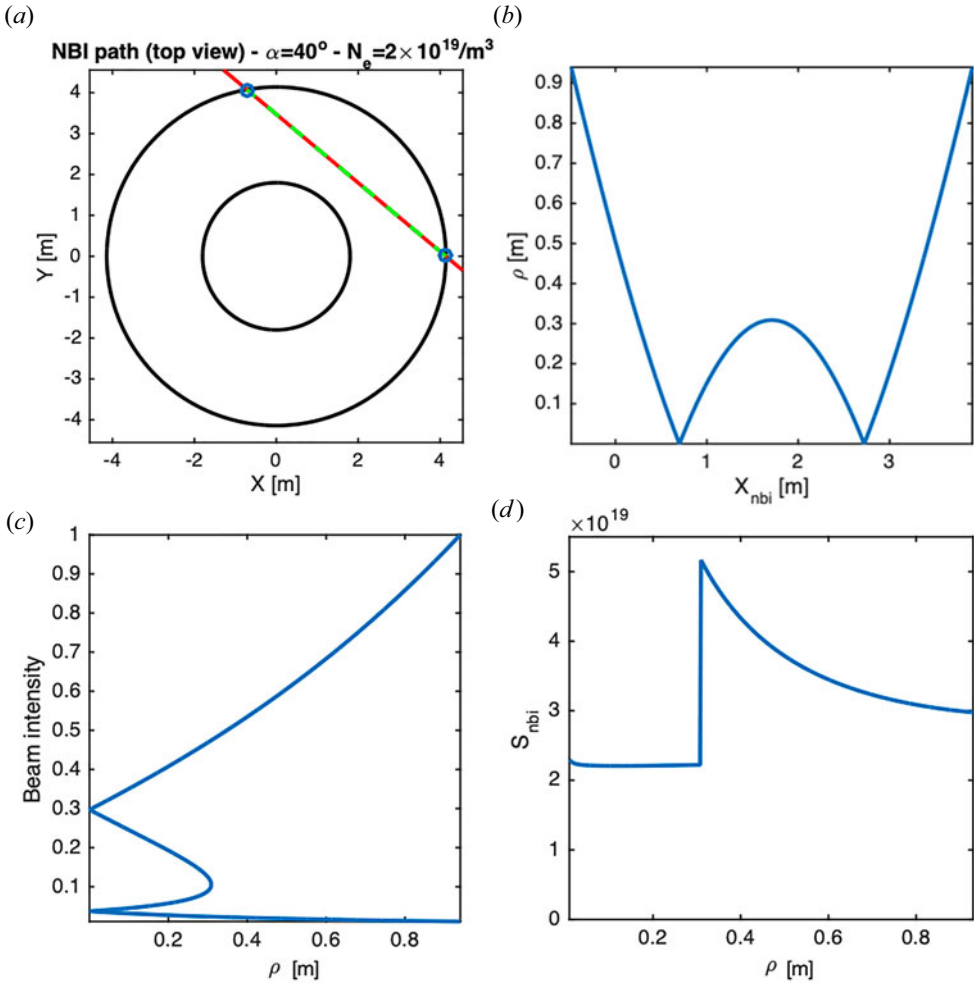 (a)
NBI path (top view) - α=40° - N_e=2×10^19/m^3
4
3
2
1
0
-1
-2
-3
-4
Y [m]
-4 -2 0 2 4
X [m]
(b)
0.9
0.8
0.7
0.6
0.5
0.4
0.3
0.2
0.1
ρ [m]
0 1 2 3
X_nbi [m]
(c)
1
0.9
0.8
0.7
0.6
0.5
0.4
0.3
0.2
0.1
Beam intensity
0.2 0.4 0.6 0.8
ρ [m]
(d)
×10^19
5
4
3
2
1
0
S_nbi
0.2 0.4 0.6 0.8
ρ [m]